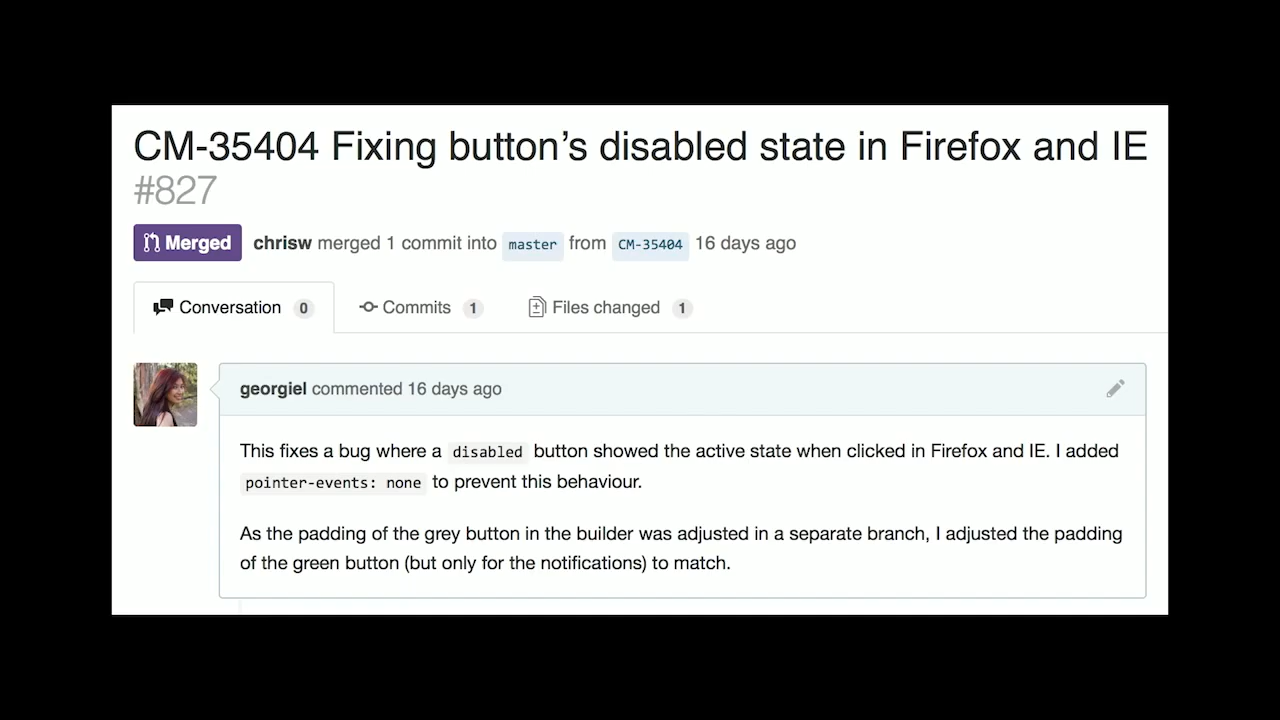 CM-35404 Fixing button’s disabled state in Firefox and IE
#827
Merged chrisw merged 1 commit into master from CM-35404 16 days ago
Conversation 0 Commits 1 Files changed 1
georgiel commented 16 days ago
This fixes a bug where a disabled button showed the active state when clicked in Firefox and IE. I added
pointer-events: none to prevent this behaviour.
As the padding of the grey button in the builder was adjusted in a separate branch, I adjusted the padding
of the green button (but only for the notifications) to match.